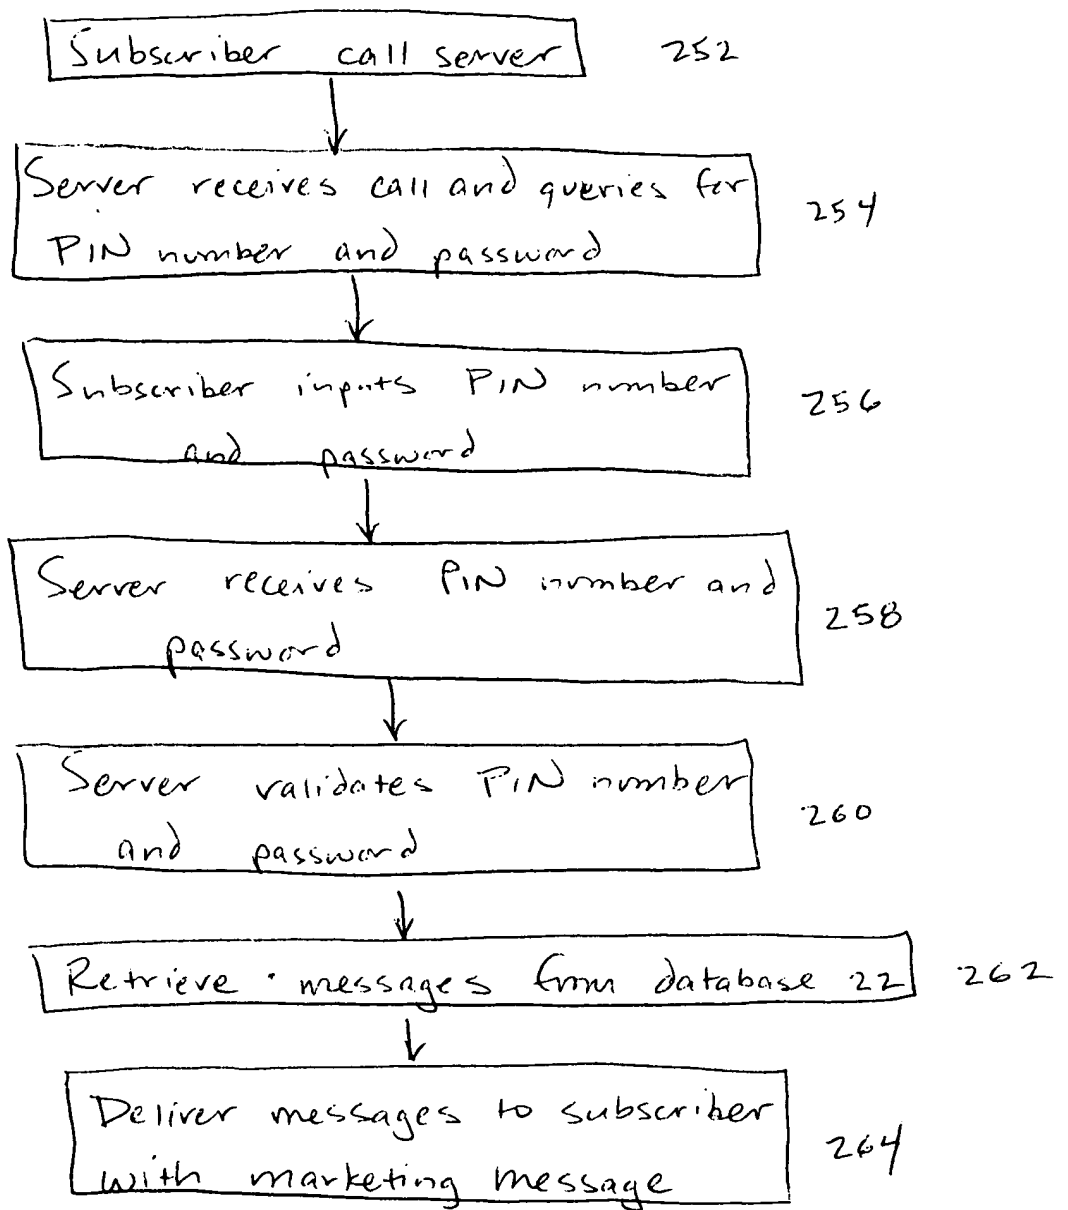 Subscriber call server 252
Server receives call and queries for
PIN number and password
254
Subscriber inputs PIN number
and password
256
Server receives PIN number and
password
258
Server validates PIN number
and password
260
Retrieve messages from database 22 262
Deliver messages to subscriber
with marketing message
264